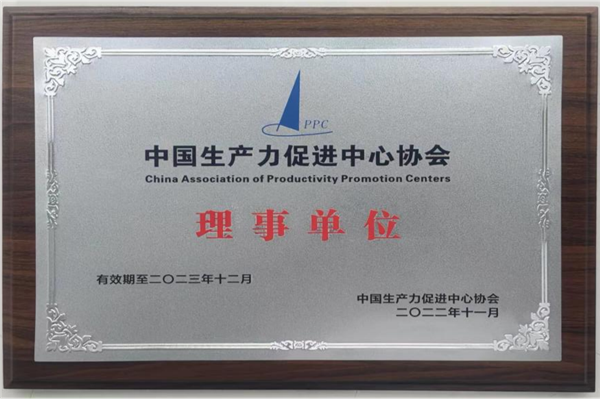 PPC
中国生产力促进中心协会
China Association of Productivity Promotion Centers
理事单位
有效期至二〇二三年十二月
中国生产力促进中心协会
二〇二二年十一月